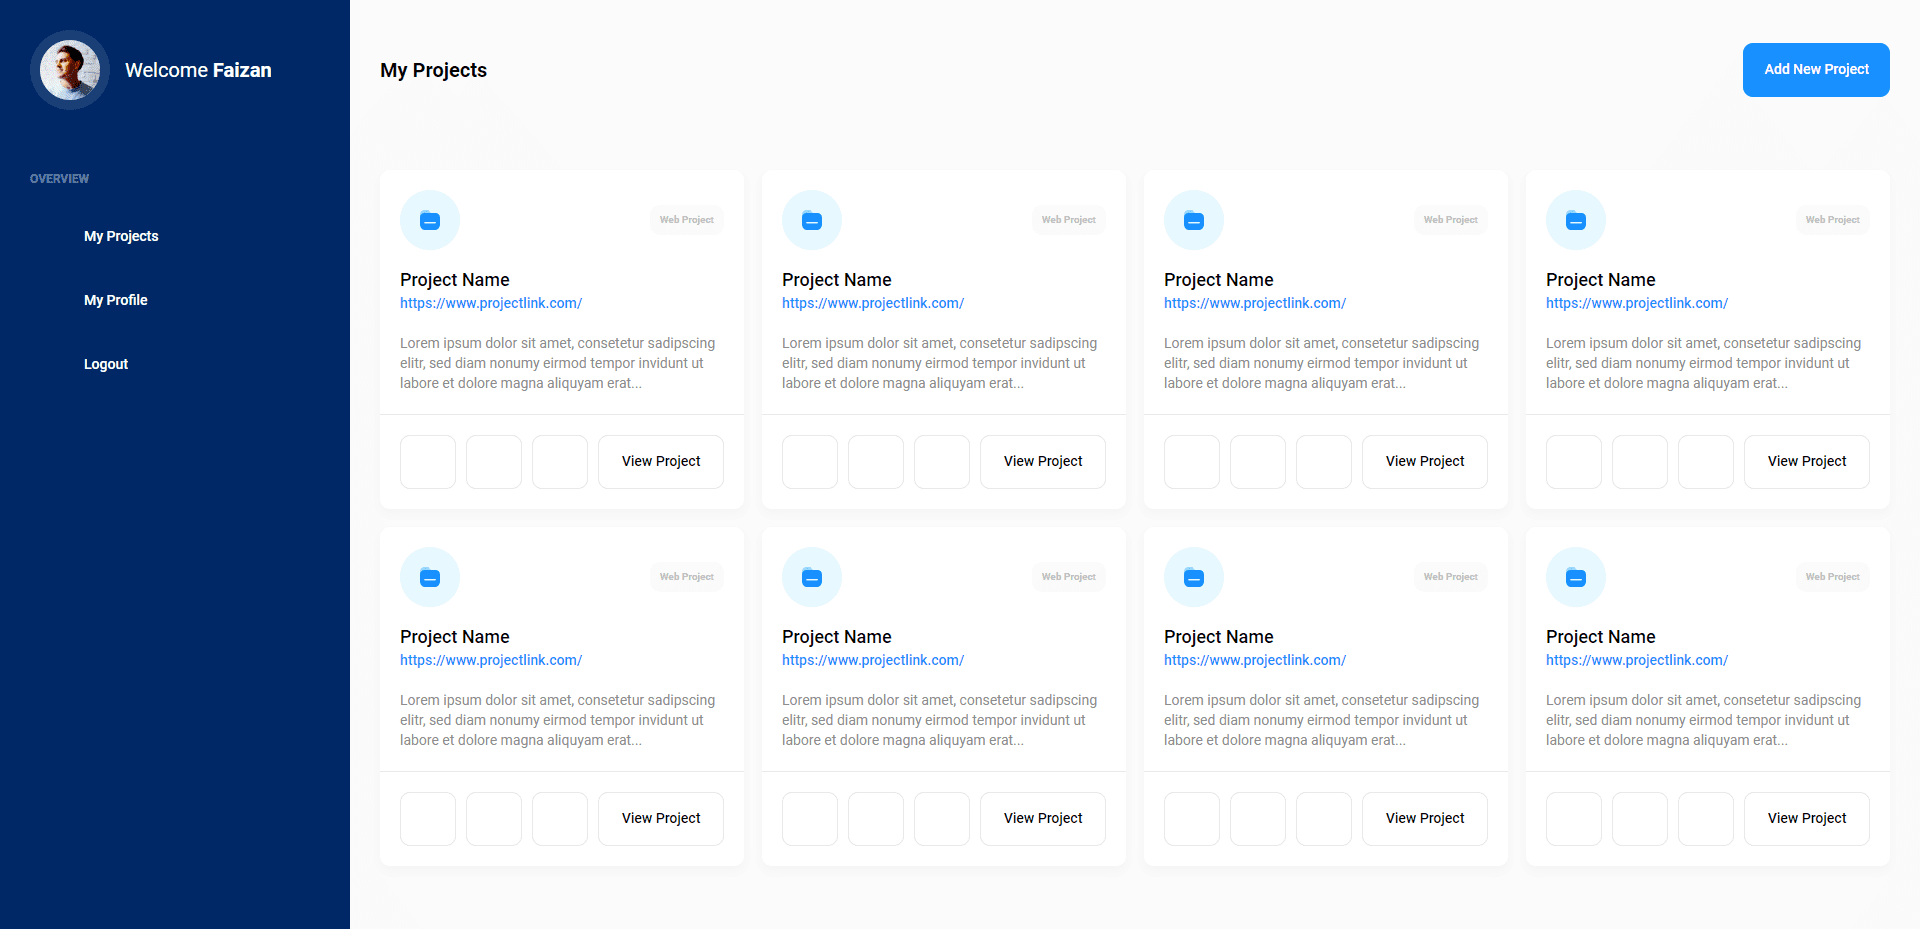 Welcome Faizan
OVERVIEW
My Projects
My Profile
Logout
My Projects
Add New Project
Web Project
Project Name
https://www.projectlink.com/
Lorem ipsum dolor sit amet, consetetur sadipscing
elitr, sed diam nonumy eirmod tempor invidunt ut
labore et dolore magna aliquyam erat...
View Project
Web Project
Project Name
https://www.projectlink.com/
Lorem ipsum dolor sit amet, consetetur sadipscing
elitr, sed diam nonumy eirmod tempor invidunt ut
labore et dolore magna aliquyam erat...
View Project
Web Project
Project Name
https://www.projectlink.com/
Lorem ipsum dolor sit amet, consetetur sadipscing
elitr, sed diam nonumy eirmod tempor invidunt ut
labore et dolore magna aliquyam erat...
View Project
Web Project
Project Name
https://www.projectlink.com/
Lorem ipsum dolor sit amet, consetetur sadipscing
elitr, sed diam nonumy eirmod tempor invidunt ut
labore et dolore magna aliquyam erat...
View Project
Web Project
Project Name
https://www.projectlink.com/
Lorem ipsum dolor sit amet, consetetur sadipscing
elitr, sed diam nonumy eirmod tempor invidunt ut
labore et dolore magna aliquyam erat...
View Project
Web Project
Project Name
https://www.projectlink.com/
Lorem ipsum dolor sit amet, consetetur sadipscing
elitr, sed diam nonumy eirmod tempor invidunt ut
labore et dolore magna aliquyam erat...
View Project
Web Project
Project Name
https://www.projectlink.com/
Lorem ipsum dolor sit amet, consetetur sadipscing
elitr, sed diam nonumy eirmod tempor invidunt ut
labore et dolore magna aliquyam erat...
View Project
Web Project
Project Name
https://www.projectlink.com/
Lorem ipsum dolor sit amet, consetetur sadipscing
elitr, sed diam nonumy eirmod tempor invidunt ut
labore et dolore magna aliquyam erat...
View Project